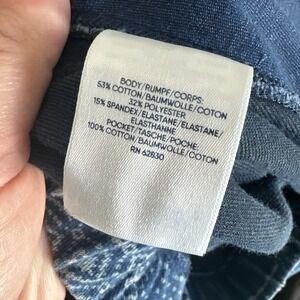 BODY/RUMPF/CORPS:
53% COTTON/BAUMWOLLE/COTON
32% POLYESTER
15% SPANDEX/ELASTANE/ELASTANE/
ELASTHANNE
POCKET/TASCHE/POCHE:
100% COTTON/BAUMWOLLE/COTON
RN 62830